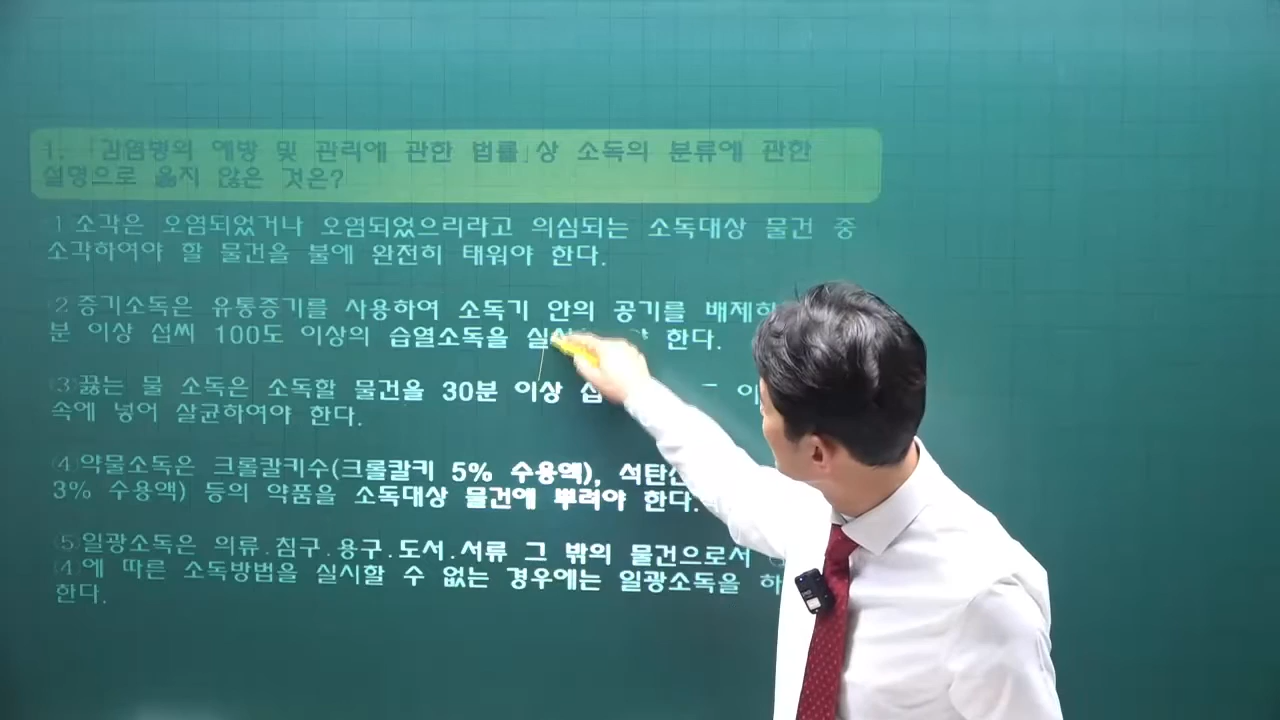 1. 「감염병의 예방 및 관리에 관한 법률」상 소독의 분류에 관한
설명으로 옳지 않은 것은?
(1)소각은 오염되었거나 오염되었으리라고 의심되는 소독대상 물건 중
소각하여야 할 물건을 불에 완전히 태워야 한다.
(2)증기소독은 유통증기를 사용하여 소독기 안의 공기를 배제하
분 이상 섭씨 100도 이상의 습열소독을 한다.
(3)끓는 물 소독은 소독할 물건을 30분 이상 섭
속에 넣어 살균하여야 한다.
(4)약물소독은 크롤칼키수(크롤칼키 5% 수용액), 석탄산
3% 수용액) 등의 약품을 소독대상 물건에 뿌려야 한다.
(5)일광소독은 의류.침구.용구.도서.서류 그 밖의 물건으로서
(4)에 따른 소독방법을 실시할 수 없는 경우에는 일광소독을 하
한다.